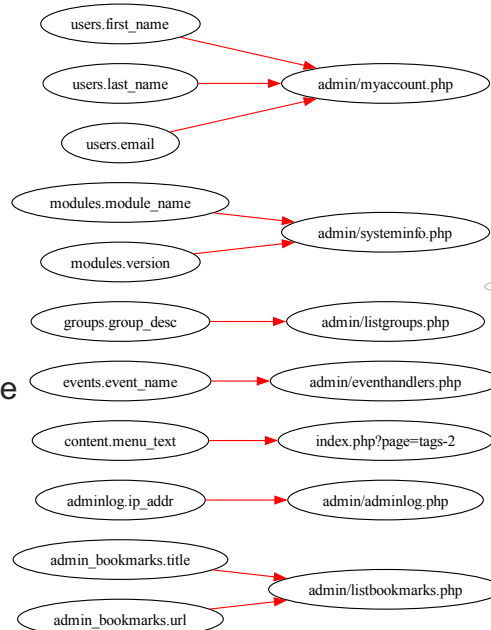 users.first_name
users.last_name
admin/myaccount.php
users.email
modules.module_name
admin/systeminfo.php
modules.version
groups.group_desc
admin/listgroups.php
e
events.event_name
admin/eventhandlers.php
content.menu_text
index.php?page=tags-2
adminlog.ip_addr
admin/adminlog.php
admin_bookmarks.title
admin/listbookmarks.php
admin_bookmarks.url